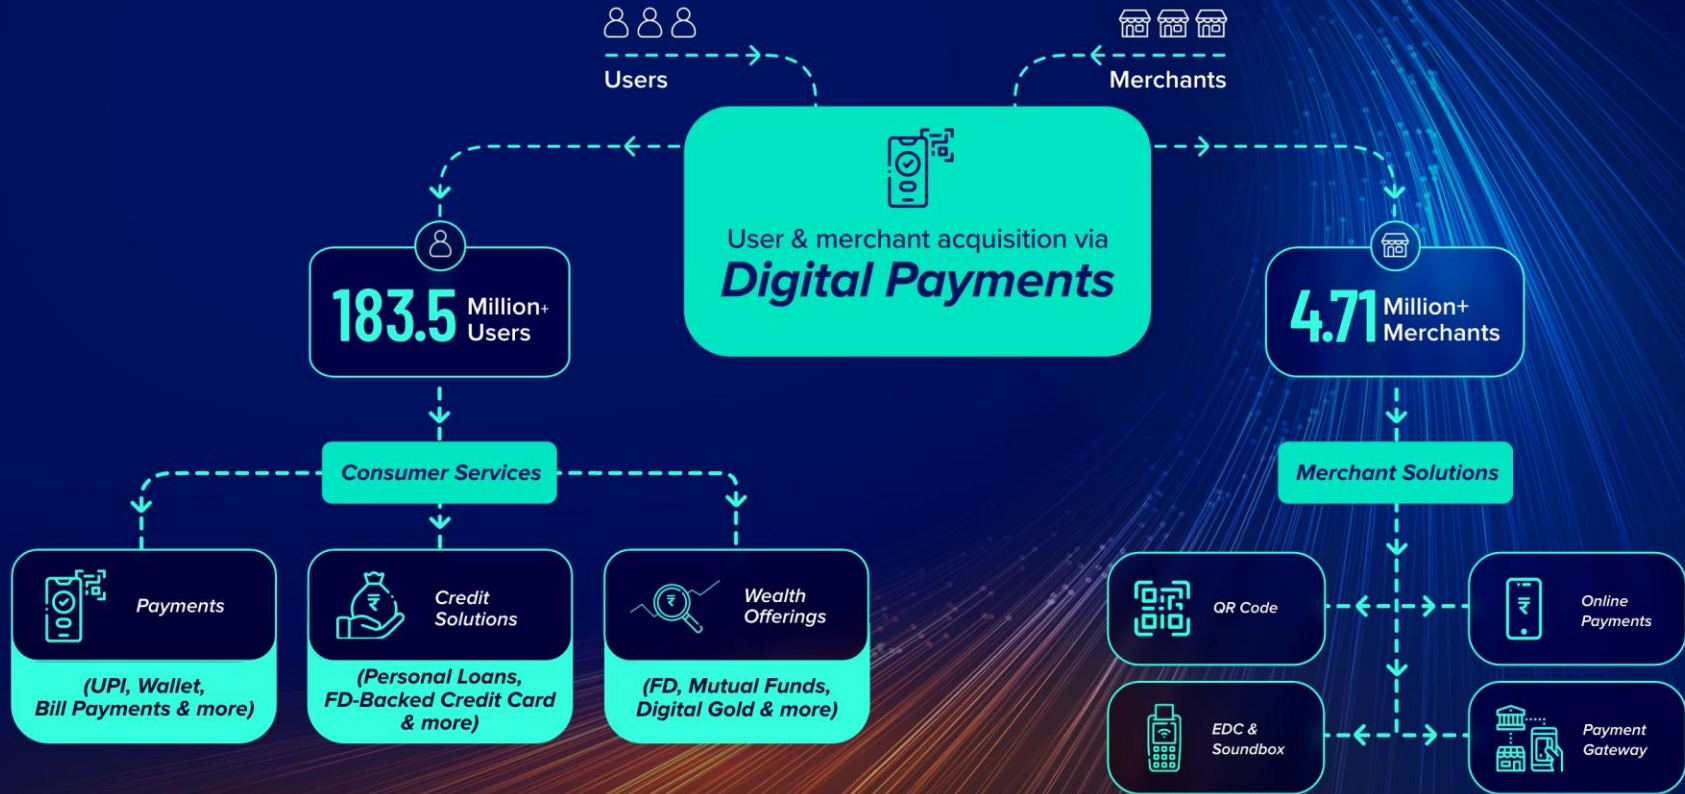 Users
Merchants
User & merchant acquisition via
Digital Payments
183.5 Million+
Users
4.71 Million+
Merchants
Consumer Services
Merchant Solutions
Payments
(UPI, Wallet,
Bill Payments & more)
Credit
Solutions
(Personal Loans,
FD-Backed Credit Card
& more)
Wealth
Offerings
(FD, Mutual Funds,
Digital Gold & more)
QR Code
Online
Payments
EDC &
Soundbox
Payment
Gateway